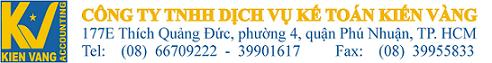 KV
KIEN VANG
ACCOUNTING
CÔNG TY TNHH DỊCH VỤ KẾ TOÁN KIẾN VÀNG
177E Thích Quảng Đức, phường 4, quận Phú Nhuận, TP. HCM
Tel: (08) 66709222 - 39901617 Fax: (08) 39955833